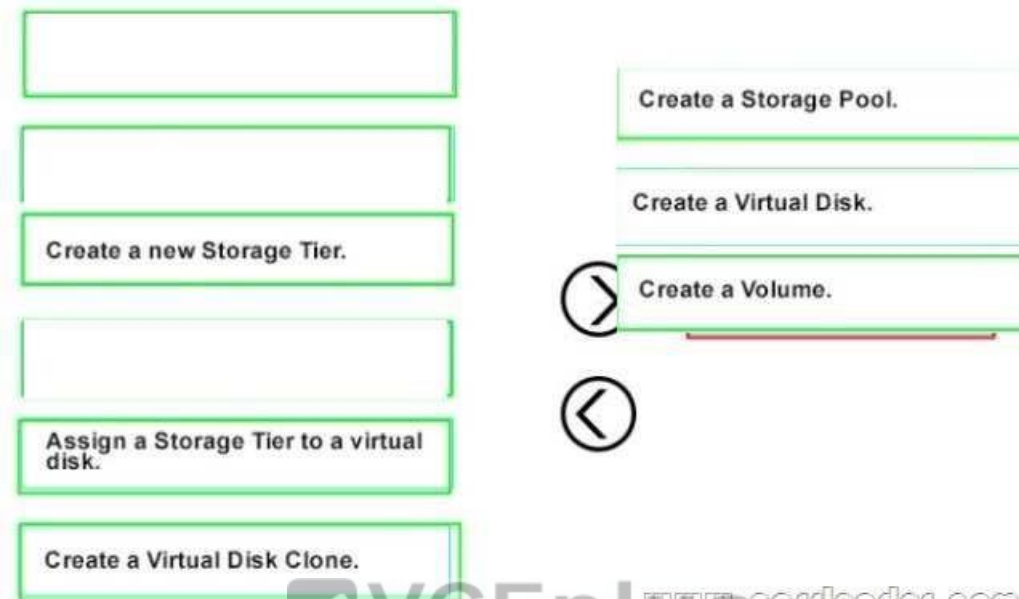 Create a new Storage Tier.
Assign a Storage Tier to a virtual
disk.
Create a Virtual Disk Clone.
Create a Storage Pool.
Create a Virtual Disk.
Create a Volume.